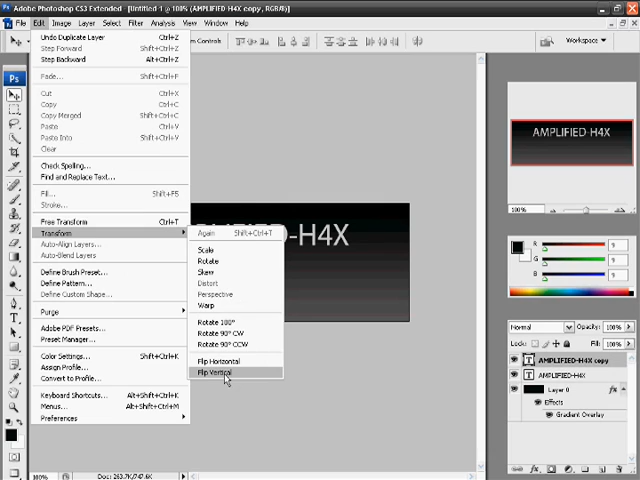 Adobe Photoshop CS3 Extended - [Untitled-1 @ 100% (AMPLIFIED-H4X copy, RGB/8)]
File Edit Image Layer Select Filter Analysis View Window Help
Controls
Workspace
Undo Duplicate Layer Ctrl+Z
Step Forward Shift+Ctrl+Z
Step Backward Alt+Ctrl+Z
Fade... Shift+Ctrl+F
Cut Ctrl+X
Copy Ctrl+C
Copy Merged Shift+Ctrl+C
Paste Ctrl+V
Paste Into Shift+Ctrl+V
Clear
Check Spelling...
Find and Replace Text...
Fill... Shift+F5
Stroke...
Free Transform Ctrl+T
Transform
Auto-Align Layers...
Auto-Blend Layers
Define Brush Preset...
Define Pattern...
Define Custom Shape...
Purge
Adobe PDF Presets...
Preset Manager...
Color Settings... Shift+Ctrl+K
Assign Profile...
Convert to Profile...
Keyboard Shortcuts... Alt+Shift+Ctrl+K
Menus... Alt+Shift+Ctrl+M
Preferences
Again Shift+Ctrl+T
Scale
Rotate
Skew
Distort
Perspective
Warp
Rotate 180°
Rotate 90° CW
Rotate 90° CCW
Flip Horizontal
Flip Vertical
-H4X
Ps
AMPLIFIED-H4X
100%
R 9
G 9
B 9
Normal Opacity: 100%
Lock: Fill: 100%
AMPLIFIED-H4X copy
AMPLIFIED-H4X
Layer 0 fx
Effects
Gradient Overlay
100% Doc: 263.7K/747.6K